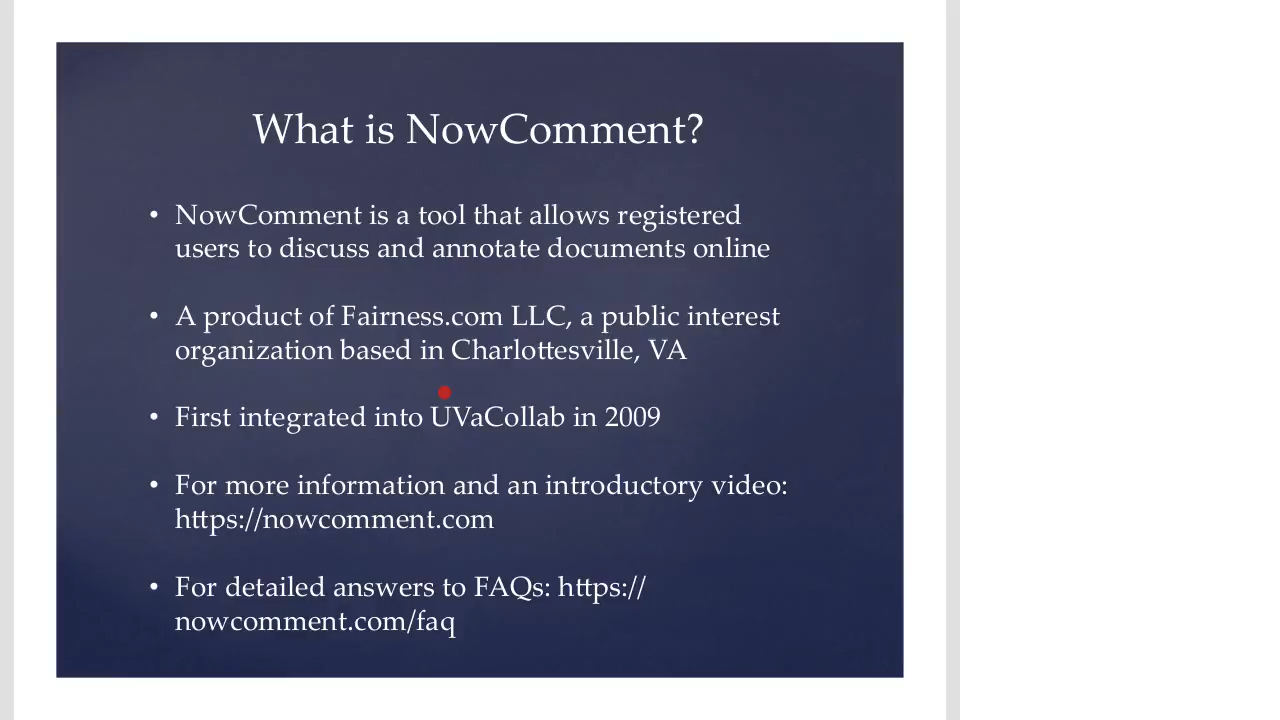 What is NowComment?
• NowComment is a tool that allows registered
users to discuss and annotate documents online
• A product of Fairness.com LLC, a public interest
organization based in Charlottesville, VA
• First integrated into UVaCollab in 2009
• For more information and an introductory video:
https://nowcomment.com
• For detailed answers to FAQs: https://
nowcomment.com/faq